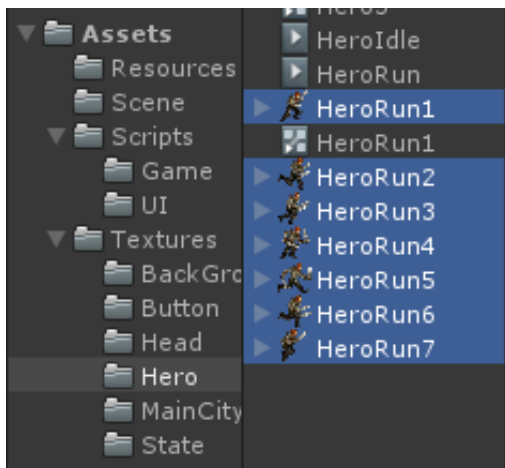 Assets
Resources
Scene
Scripts
Game
UI
Textures
BackGrc
Button
Head
Hero
MainCity
State
HeroIdle
HeroRun
HeroRun1
HeroRun1
HeroRun2
HeroRun3
HeroRun4
HeroRun5
HeroRun6
HeroRun7